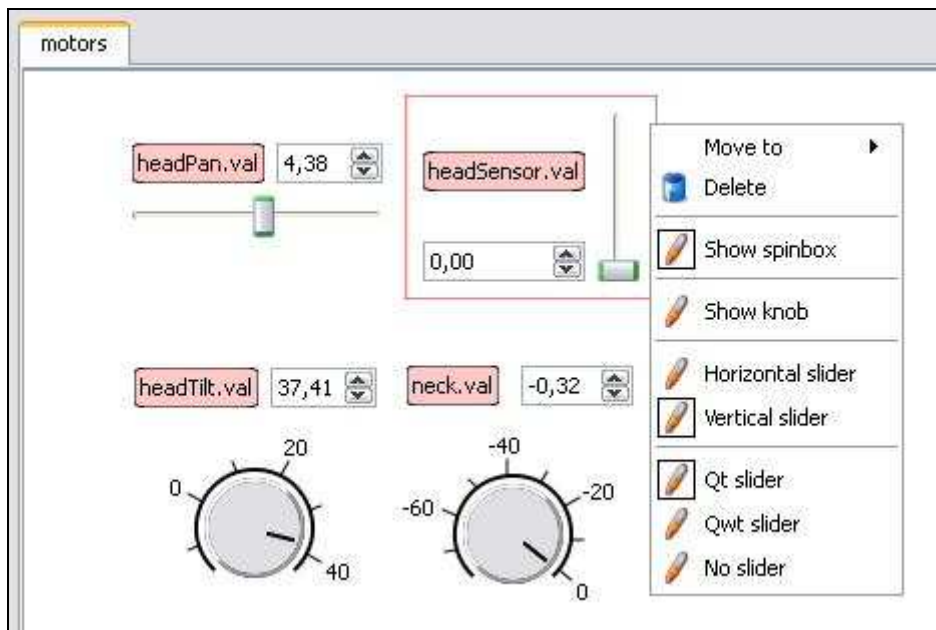 motors
headPan.val 4,38
headSensor.val
0,00
headTilt.val 37,41
neck.val -0,32
0
20
40
-60
-40
-20
0
Move to
Delete
Show spinbox
Show knob
Horizontal slider
Vertical slider
Qt slider
Qwt slider
No slider